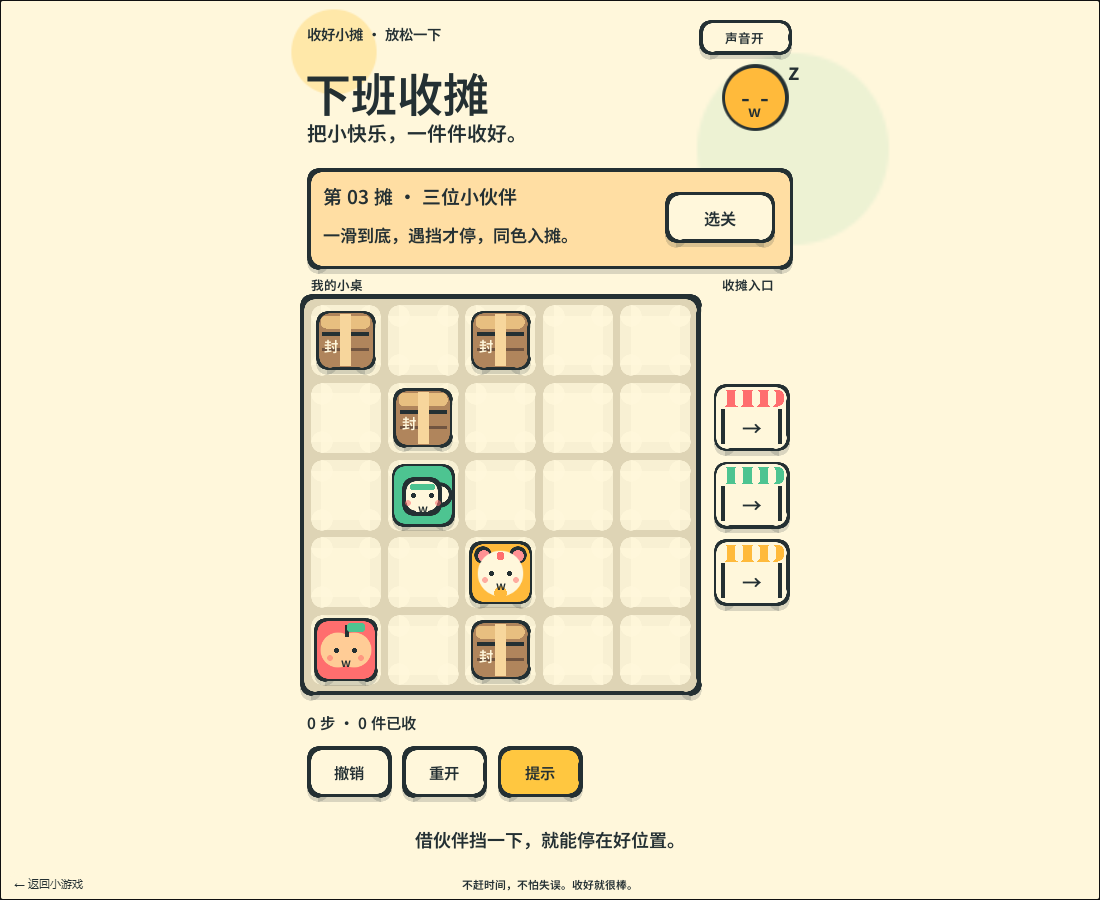 收好小摊 · 放松一下
声音开
Z
w
下班收摊
把小快乐，一件件收好。
第 03 摊 · 三位小伙伴
选关
一滑到底，遇挡才停，同色入摊。
我的小桌
收摊入口
封
封
封
→
w
→
w
→
w
封
0 步 · 0 件已收
撤销
重开
提示
借伙伴挡一下，就能停在好位置。
← 返回小游戏
不赶时间，不怕失误。收好就很棒。